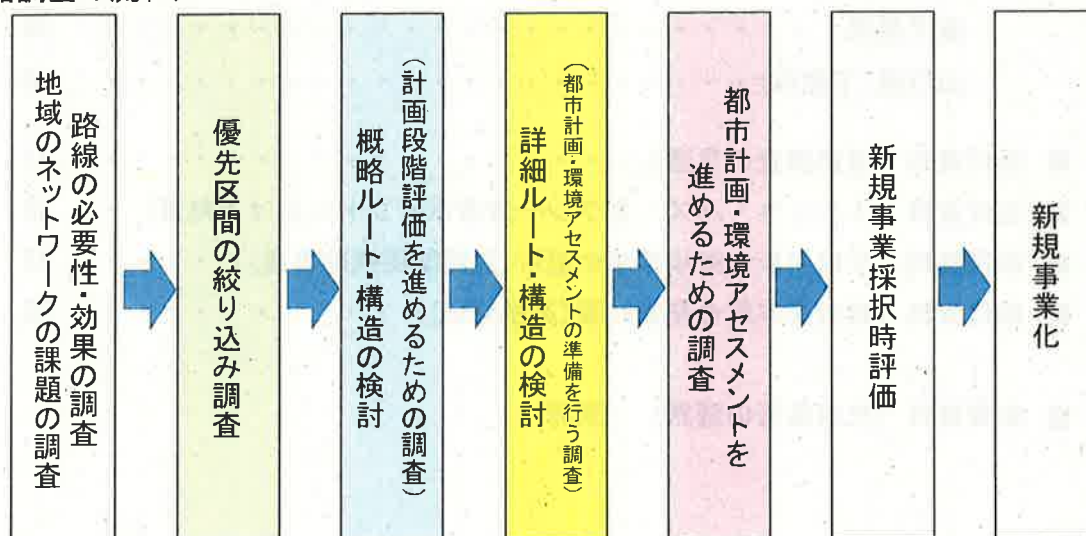 地域のネットワークの課題の調査
路線の必要性・効果の調査
優先区間の絞り込み調査
概略ルート・構造の検討
(計画段階評価を進めるための調査)
詳細ルート・構造の検討
(都市計画・環境アセスメントの準備を行う調査)
都市計画・環境アセスメントを
進めるための調査
新規事業採択時評価
新規事業化